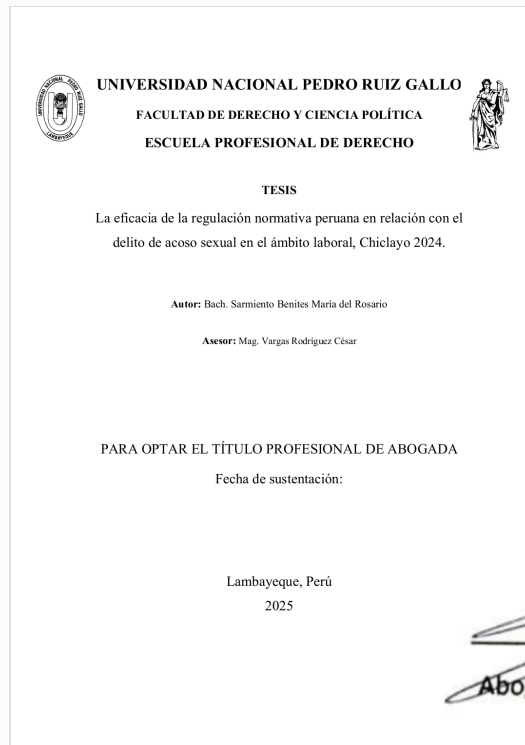 UNIVERSIDAD NACIONAL PEDRO RUIZ GALLO
FACULTAD DE DERECHO Y CIENCIA POLÍTICA
ESCUELA PROFESIONAL DE DERECHO
TESIS
La eficacia de la regulación normativa peruana en relación con el
delito de acoso sexual en el ámbito laboral, Chiclayo 2024.
Autor: Bach. Sarmiento Benites María del Rosario
Asesor: Mag. Vargas Rodríguez César
PARA OPTAR EL TÍTULO PROFESIONAL DE ABOGADA
Fecha de sustentación:
Lambayeque, Perú
2025